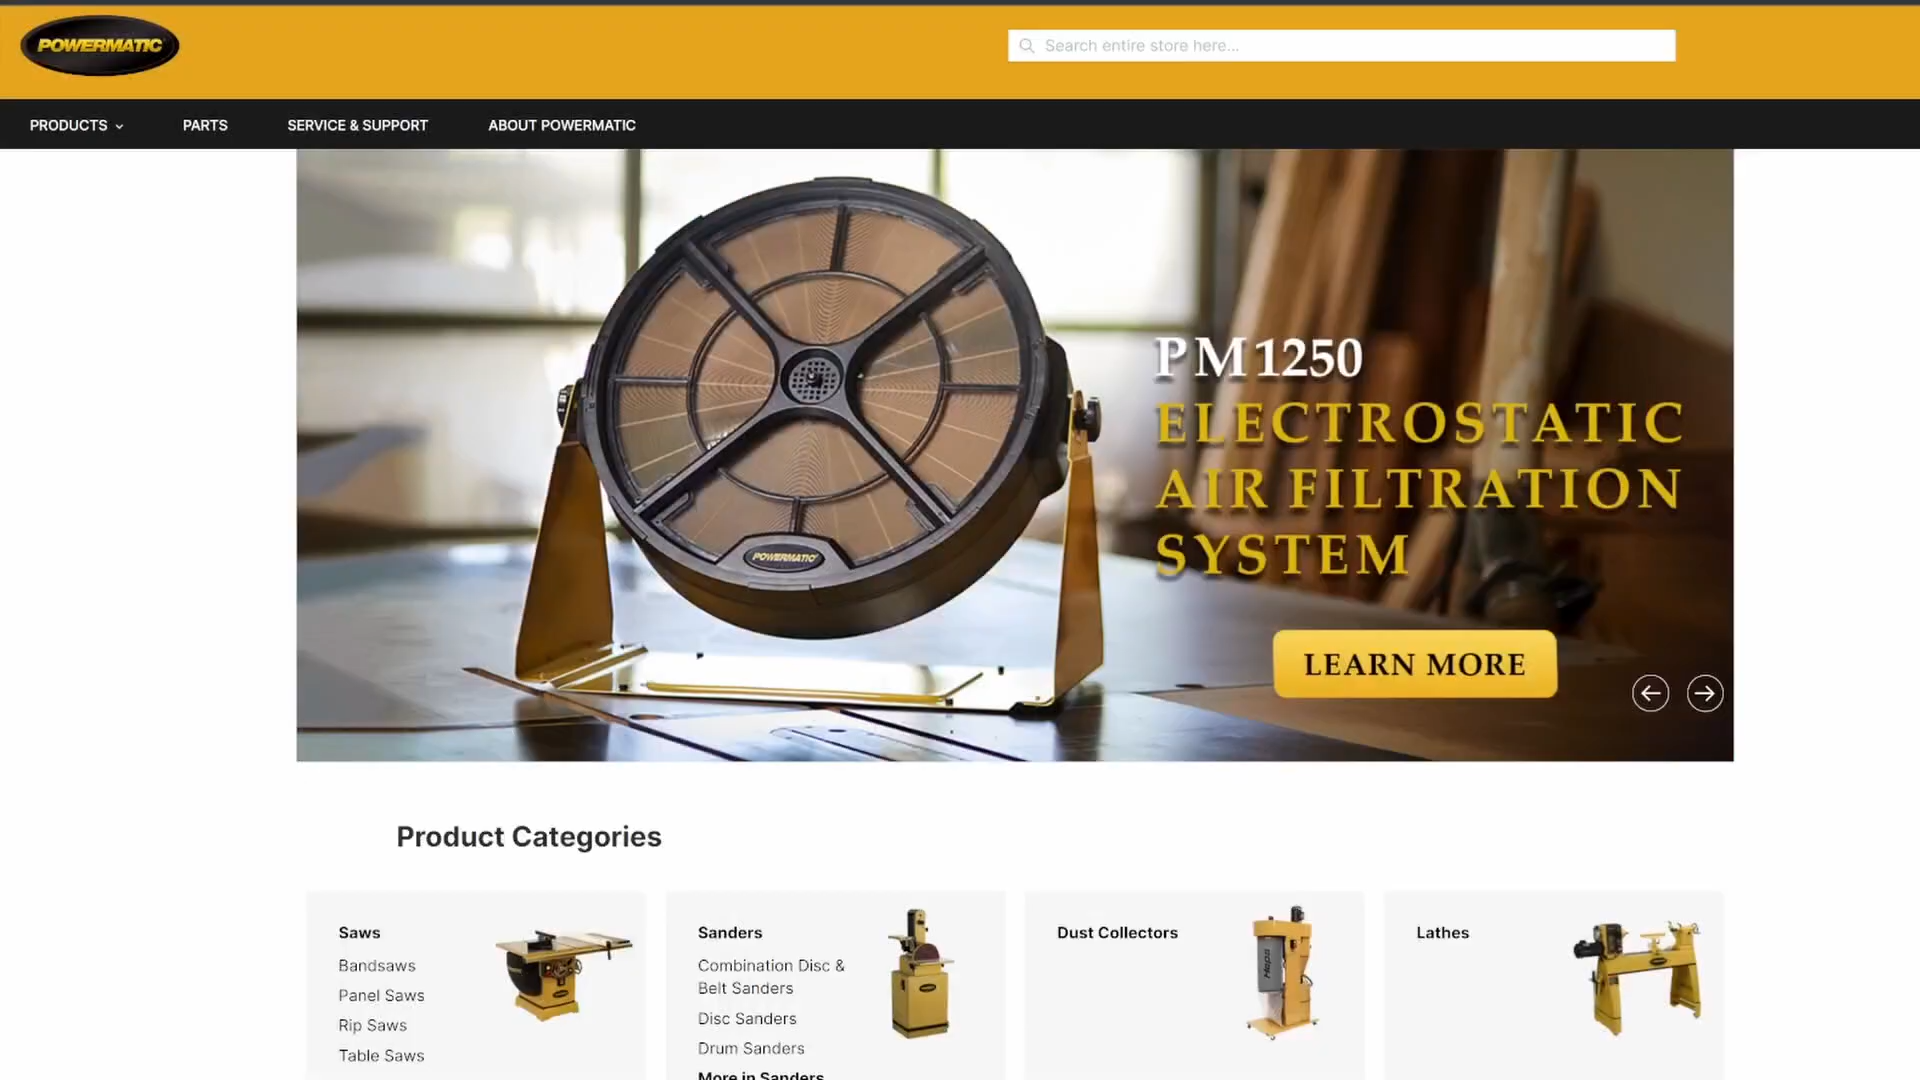 POWERMATIC
Search entire store here...
PRODUCTS
PARTS
SERVICE & SUPPORT
ABOUT POWERMATIC
PM1250
ELECTROSTATIC
AIR FILTRATION
SYSTEM
POWERMATIC
LEARN MORE
Product Categories
Saws
Bandsaws
Panel Saws
Rip Saws
Table Saws
Sanders
Combination Disc &
Belt Sanders
Disc Sanders
Drum Sanders
More in Sanders
Dust Collectors
Lathes